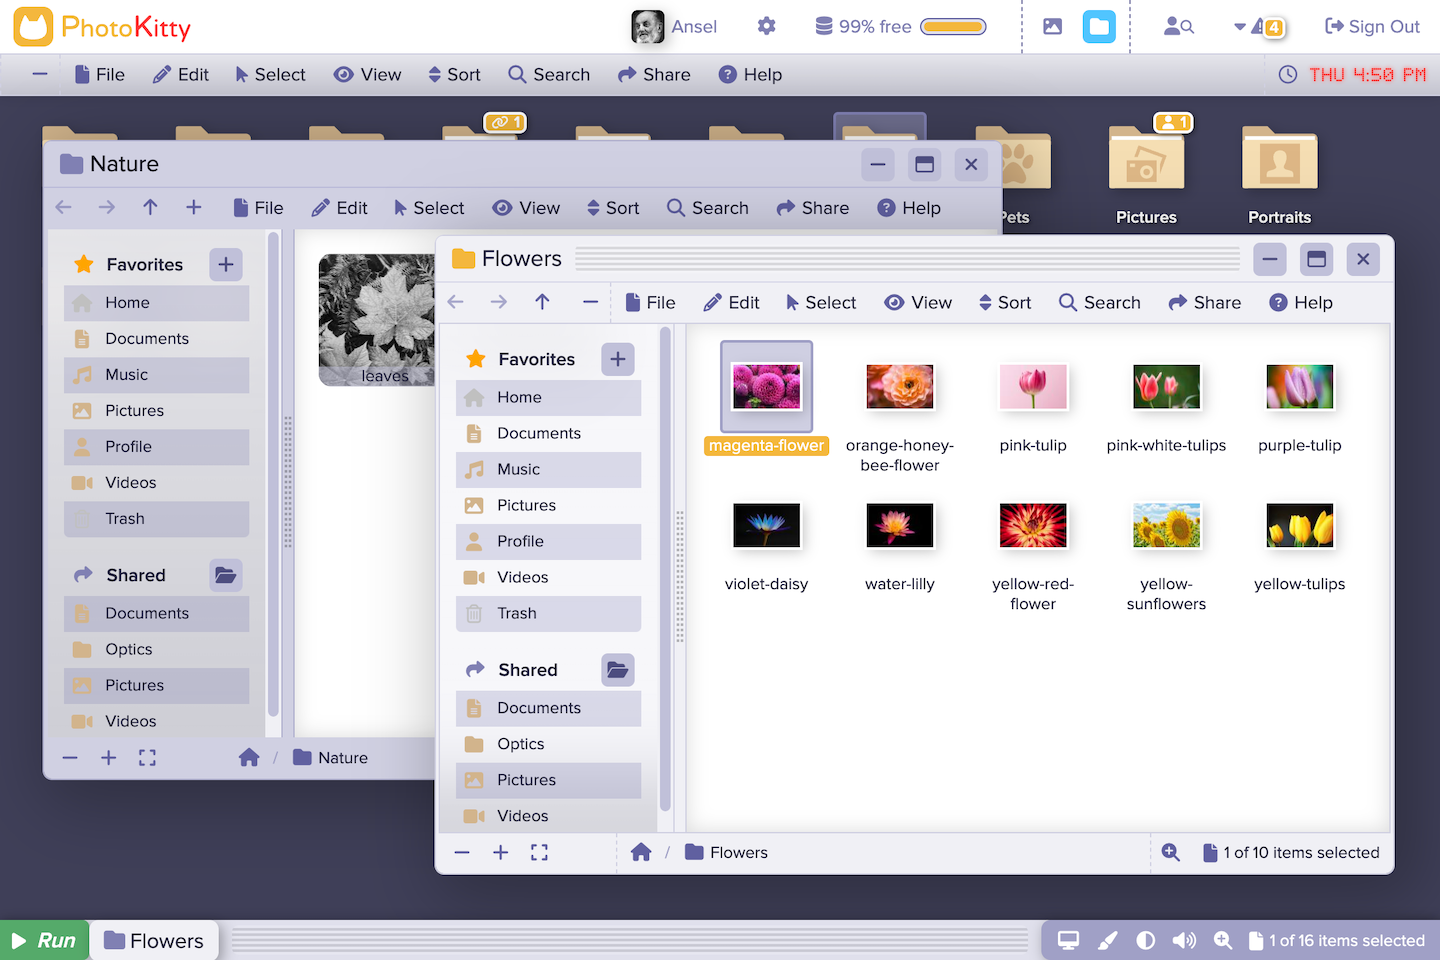 PhotoKitty
Ansel
99% free
4
Sign Out
File Edit Select View Sort Search Share Help
THU 4:50 PM
1
1
Pets
Pictures
Portraits
Nature
File Edit Select View Sort Search Share Help
Favorites
Home
Documents
Music
Pictures
Profile
Videos
Trash
Shared
Documents
Optics
Pictures
Videos
leaves
/ Nature
Flowers
File Edit Select View Sort Search Share Help
Favorites
Home
Documents
Music
Pictures
Profile
Videos
Trash
Shared
Documents
Optics
Pictures
Videos
magenta-flower
orange-honey-
bee-flower
pink-tulip
pink-white-tulips
purple-tulip
violet-daisy
water-lilly
yellow-red-
flower
yellow-
sunflowers
yellow-tulips
/ Flowers
1 of 10 items selected
Run
Flowers
1 of 16 items selected